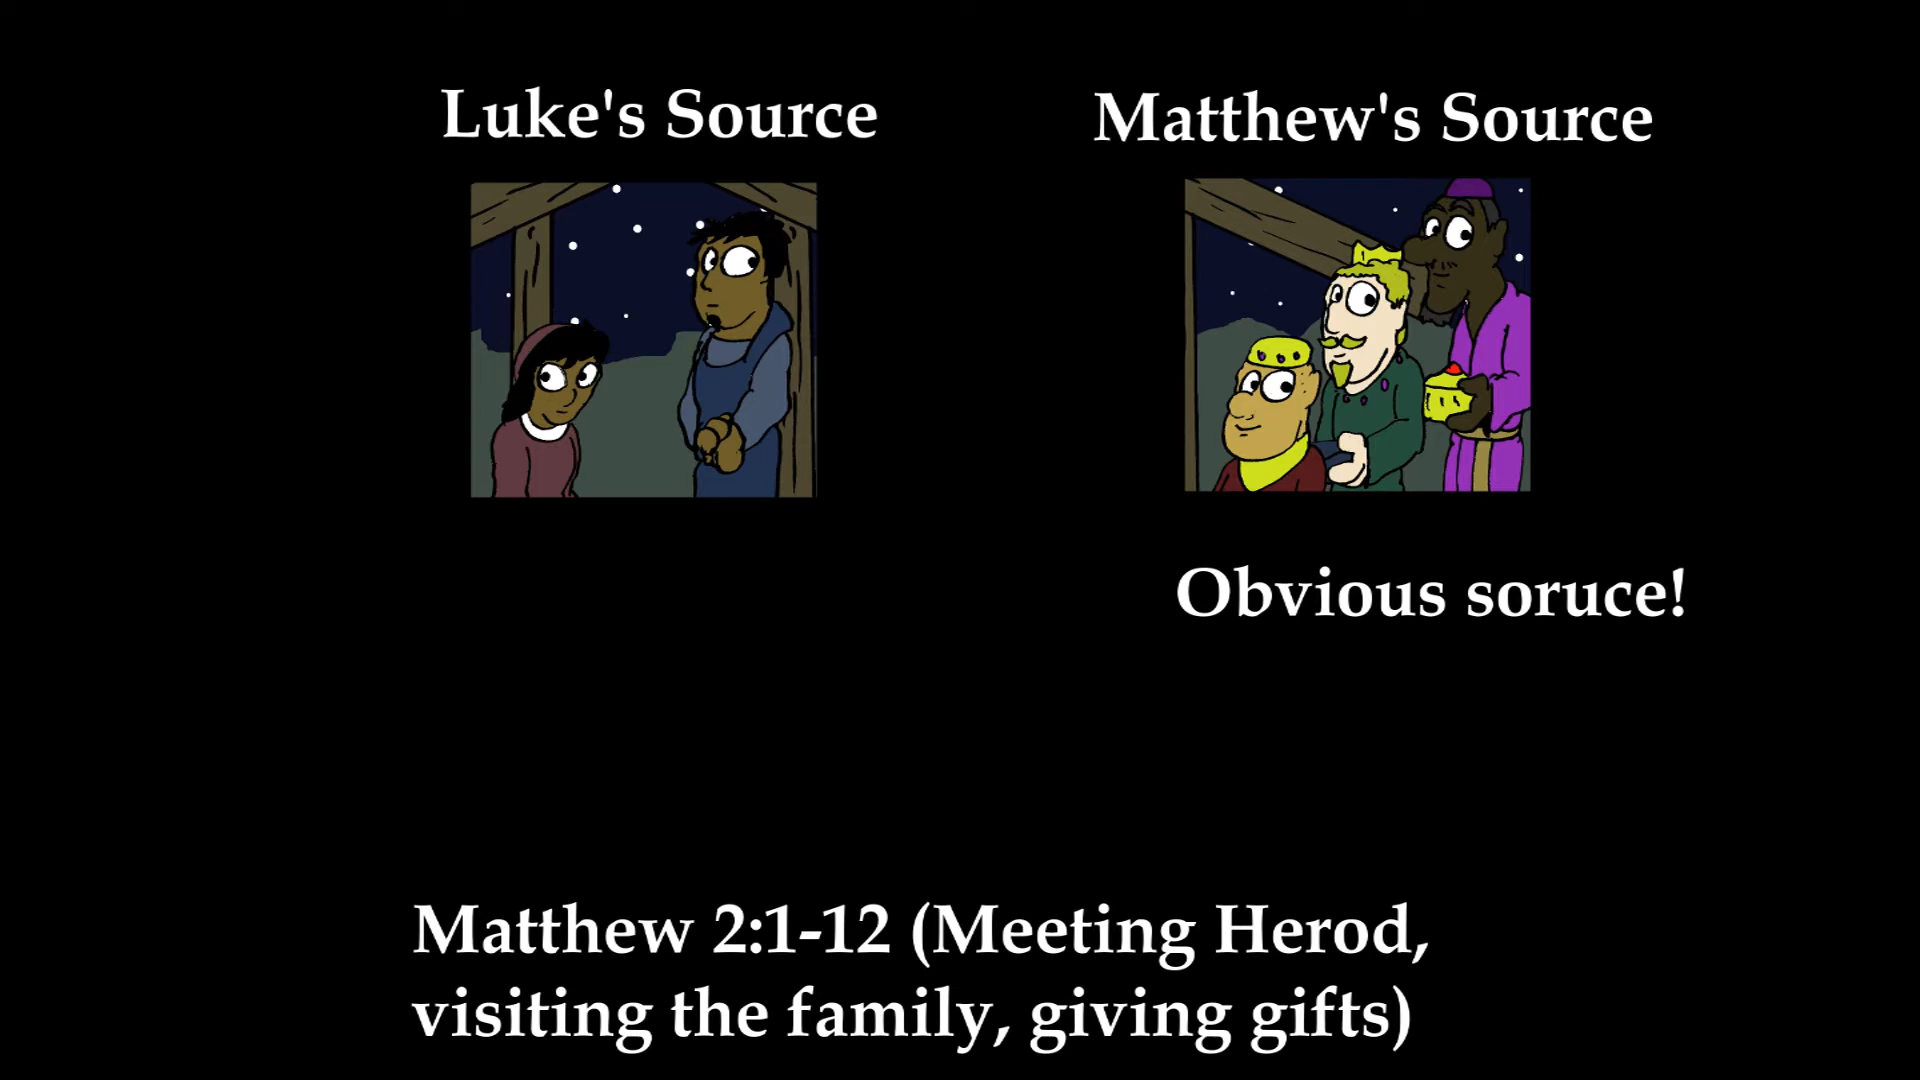 Luke's Source
Matthew's Source
Obvious soruce!
Matthew 2:1-12 (Meeting Herod,
visiting the family, giving gifts)